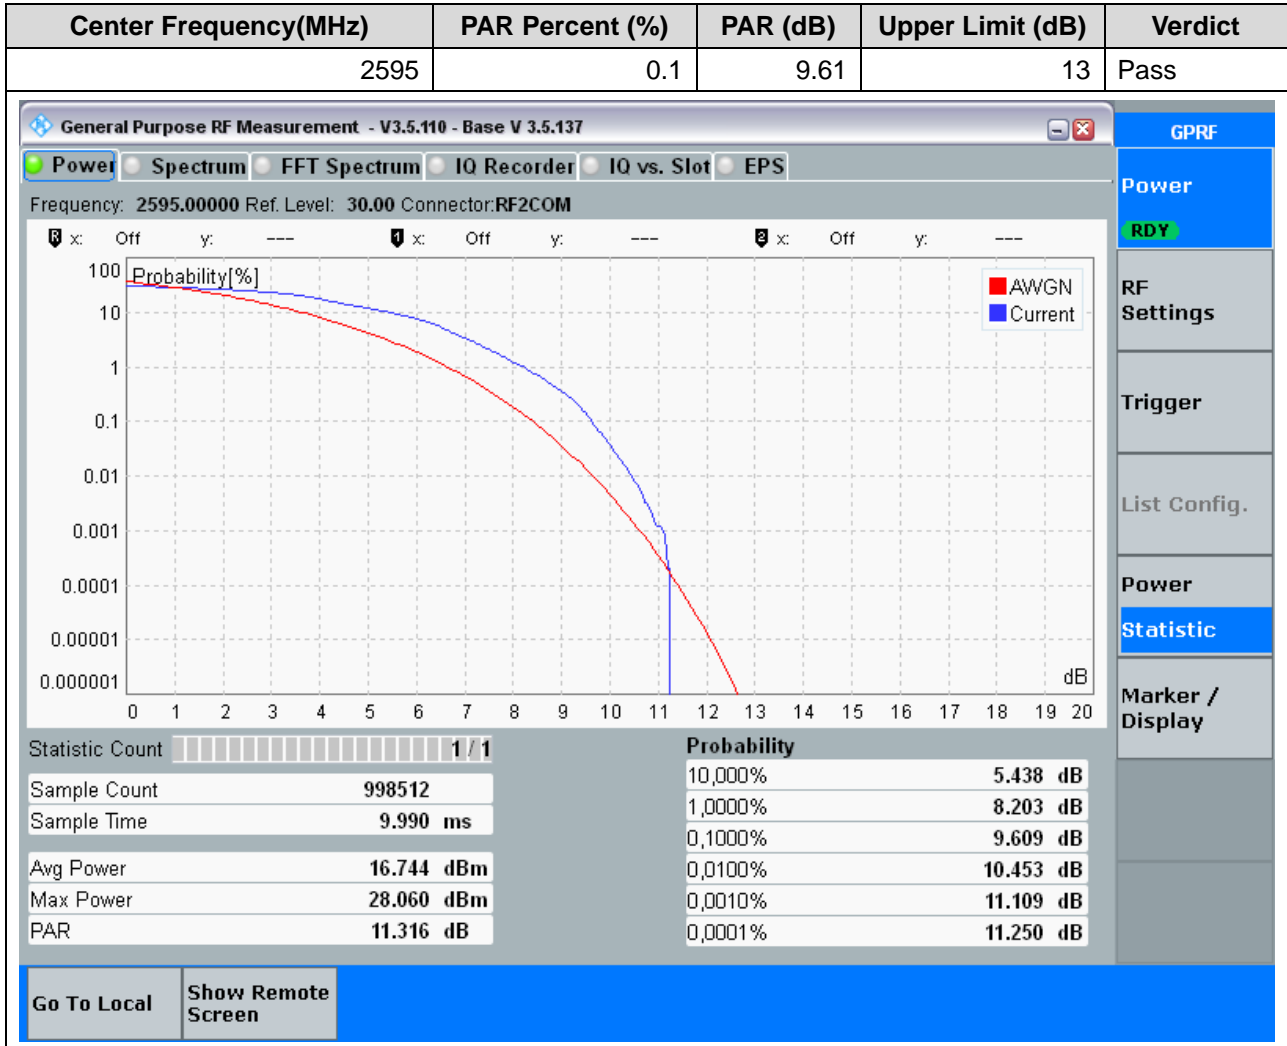 Center Frequency(MHz) PAR Percent (%) PAR (dB) Upper Limit (dB) Verdict
2595 0.1 9.61 13 Pass
General Purpose RF Measurement - V3.5.110 - Base V 3.5.137
GPRF
Power Spectrum FFT Spectrum IQ Recorder IQ vs. Slot EPS
Frequency: 2595.00000 Ref. Level: 30.00 Connector:RF2COM
R x: Off y: --- 1 x: Off y: --- 2 x: Off y: ---
Probability[%]
100
10
1
0.1
0.01
0.001
0.0001
0.00001
0.000001
AWGN
Current
dB
0 1 2 3 4 5 6 7 8 9 10 11 12 13 14 15 16 17 18 19 20
Statistic Count 1 / 1
Sample Count 998512
Sample Time 9.990 ms
Avg Power 16.744 dBm
Max Power 28.060 dBm
PAR 11.316 dB
Probability
10,000% 5.438 dB
1,0000% 8.203 dB
0,1000% 9.609 dB
0,0100% 10.453 dB
0,0010% 11.109 dB
0,0001% 11.250 dB
Power
RDY
RF
Settings
Trigger
List Config.
Power
Statistic
Marker /
Display
Go To Local
Show Remote
Screen